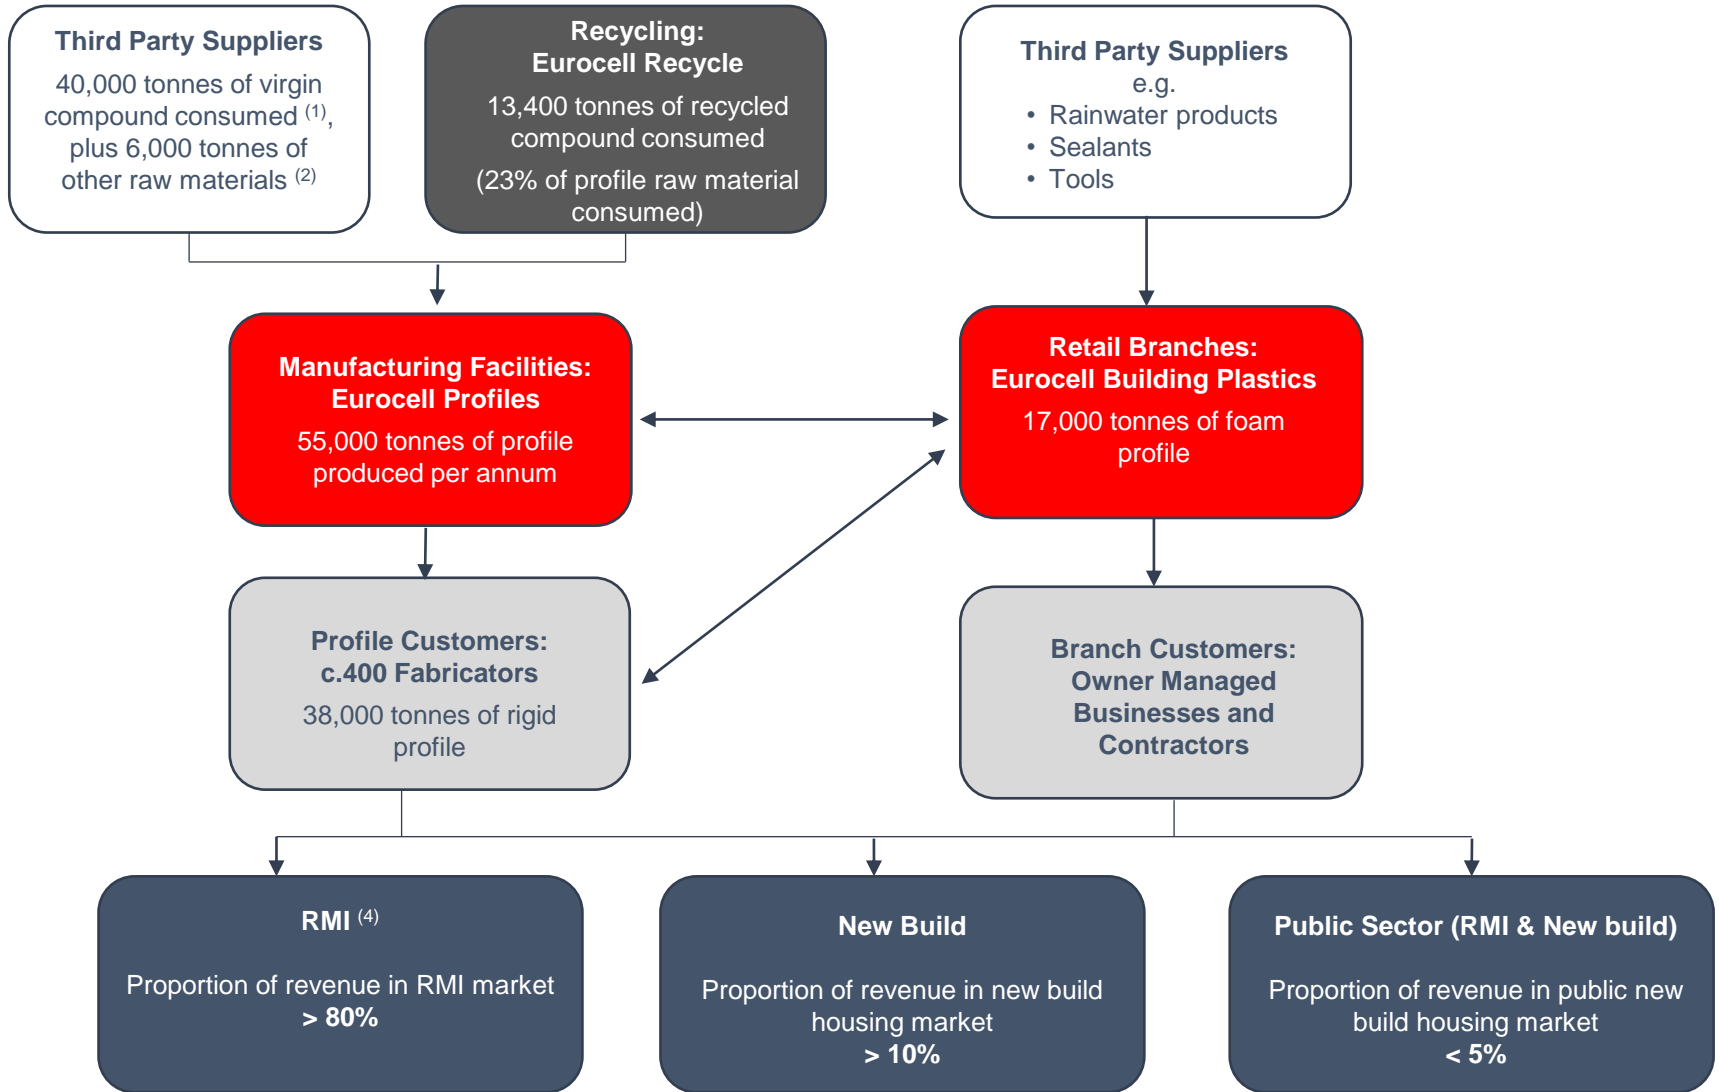 Third Party Suppliers
40,000 tonnes of virgin
compound consumed (1),
plus 6,000 tonnes of
other raw materials (2)
Recycling:
Eurocell Recycle
13,400 tonnes of recycled
compound consumed
(23% of profile raw material
consumed)
Third Party Suppliers
e.g.
• Rainwater products
• Sealants
• Tools
Manufacturing Facilities:
Eurocell Profiles
55,000 tonnes of profile
produced per annum
Retail Branches:
Eurocell Building Plastics
17,000 tonnes of foam
profile
Profile Customers:
c.400 Fabricators
38,000 tonnes of rigid
profile
Branch Customers:
Owner Managed
Businesses and
Contractors
RMI (4)
Proportion of revenue in RMI market
> 80%
New Build
Proportion of revenue in new build
housing market
> 10%
Public Sector (RMI & New build)
Proportion of revenue in public new
build housing market
< 5%